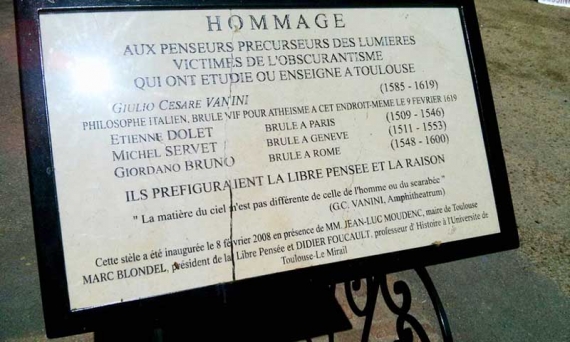 HOMMAGE
AUX PENSEURS PRECURSEURS DES LUMIERES
VICTIMES DE L'OBSCURANTISME
QUI ONT ETUDIE OU ENSEIGNE A TOULOUSE
GIULIO CESARE VANINI (1585 - 1619)
PHILOSOPHE ITALIEN, BRULE VIF POUR ATHEISME A CET ENDROIT-MEME LE 9 FEVRIER 1619
ETIENNE DOLET BRULE A PARIS (1509 - 1546)
MICHEL SERVET BRULE A GENEVE (1511 - 1553)
GIORDANO BRUNO BRULE A ROME (1548 - 1600)
ILS PREFIGURAIENT LA LIBRE PENSEE ET LA RAISON
" La matière du ciel n'est pas différente de celle de l'homme ou du scarabée "
(G.C. VANINI, Amphitheatrum)
Cette stèle a été inaugurée le 8 février 2008 en présence de MM. JEAN-LUC MOUDENC, maire de Toulouse
MARC BLONDEL, président de la Libre Pensée et DIDIER FOUCAULT, professeur d' Histoire à l'Université de
Toulouse-Le Mirail